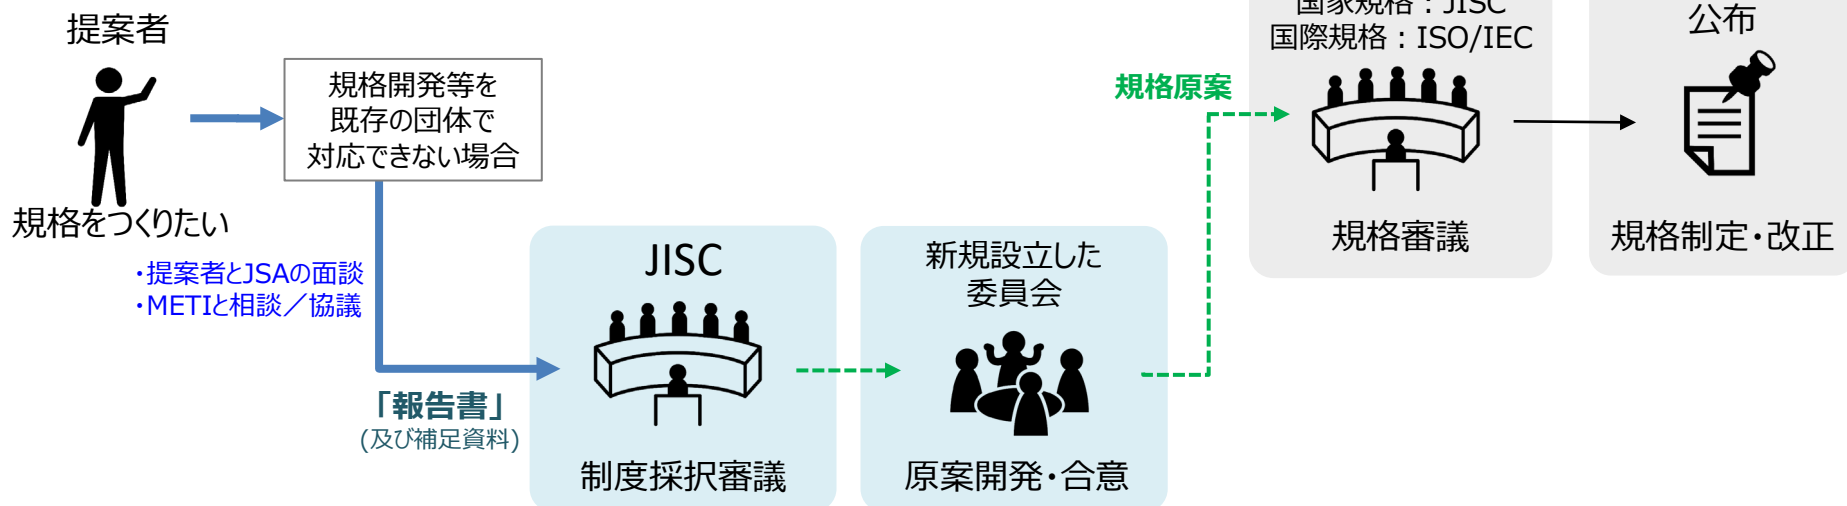 提案者
規格をつくりたい
規格開発等を
既存の団体で
対応できない場合
・提案者とJSAの面談
・METIと相談／協議
「報告書」
(及び補足資料)
JISC
制度採択審議
新規設立した
委員会
原案開発・合意
規格原案
国家規格：JISC
国際規格：ISO/IEC
規格審議
公布
規格制定・改正